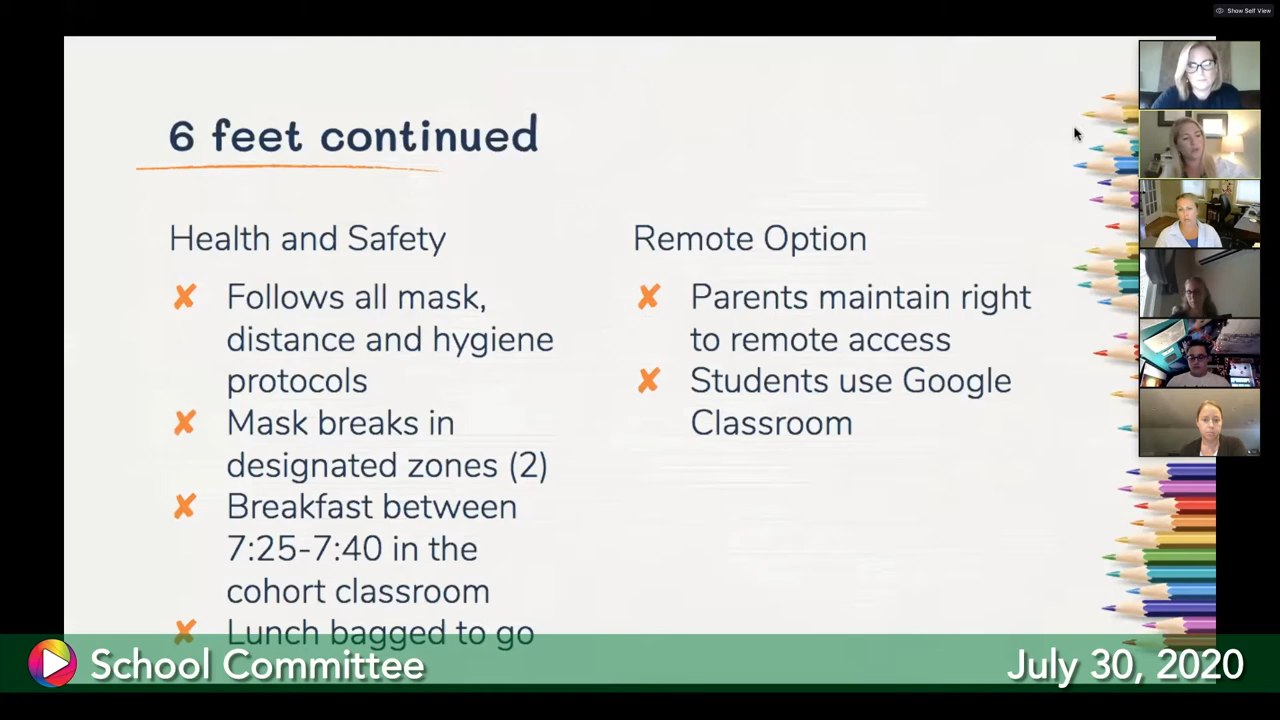 Show Self View
6 feet continued
Health and Safety
✘ Follows all mask,
distance and hygiene
protocols
✘ Mask breaks in
designated zones (2)
✘ Breakfast between
7:25-7:40 in the
cohort classroom
✘ Lunch bagged to go
Remote Option
✘ Parents maintain right
to remote access
✘ Students use Google
Classroom
School Committee
July 30, 2020